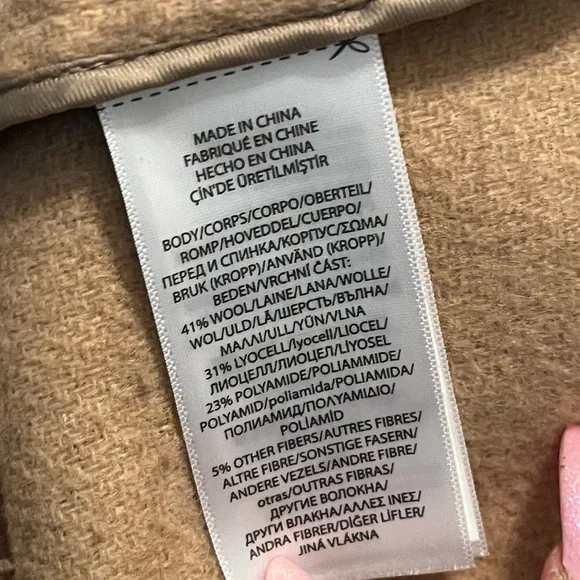 MADE IN CHINA
FABRIQUÉ EN CHINE
HECHO EN CHINA
ÇİN'DE ÜRETİLMİŞTİR
BODY/CORPS/CORPO/OBERTEIL/
ROMP/HOVEDDEL/CUERPO/
ПЕРЕД И СПИНКА/КОРПУС/ΣΩΜΑ/
BRUK (KROPP)/ANVÄND (KROPP)/
BEDEN/VRCHNÍ ČÁST:
41% WOOL/LAINE/LANA/WOLLE/
WOL/ULD/LÃ/ШЕРСТЬ/ВЪЛНА/
ΜΑΛΛΙ/ULL/YÜN/VLNA
31% LYOCELL/lyocell/LIOCEL/
ЛИОЦЕЛЛ/ЛИОЦЕЛ/LİYOSEL
23% POLYAMIDE/POLIAMMIDE/
POLYAMID/poliamida/POLIAMIDA/
ПОЛИАМИД/ΠΟΛΥΑΜΙΔΙΟ/
POLİAMİD
5% OTHER FIBERS/AUTRES FIBRES/
ALTRE FIBRE/SONSTIGE FASERN/
ANDERE VEZELS/ANDRE FIBRE/
otras/OUTRAS FIBRAS/
ДРУГИЕ ВОЛОКНА/
ДРУГИ ВЛАКНА/ΑΛΛΕΣ ΙΝΕΣ/
ANDRA FIBRER/DİĞER LİFLER/
JINÁ VLÁKNA